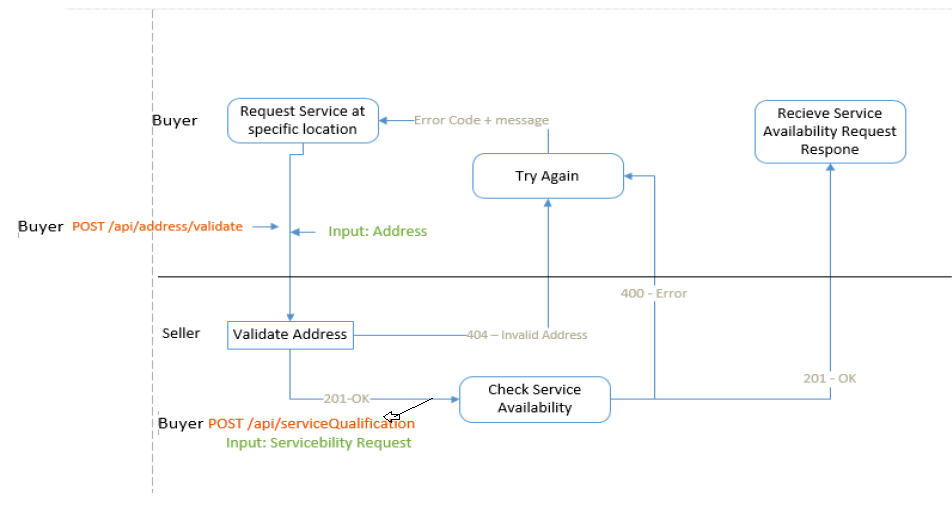 Request Service at
specific location
Buyer
Error Code + message
Recieve Service
Availability Request
Respone
Try Again
Buyer POST /api/address/validate
Input: Address
400 - Error
Seller
Validate Address
404 – Invalid Address
201 - OK
201-OK
Check Service
Availability
Buyer POST /api/serviceQualification
Input: Servicebility Request